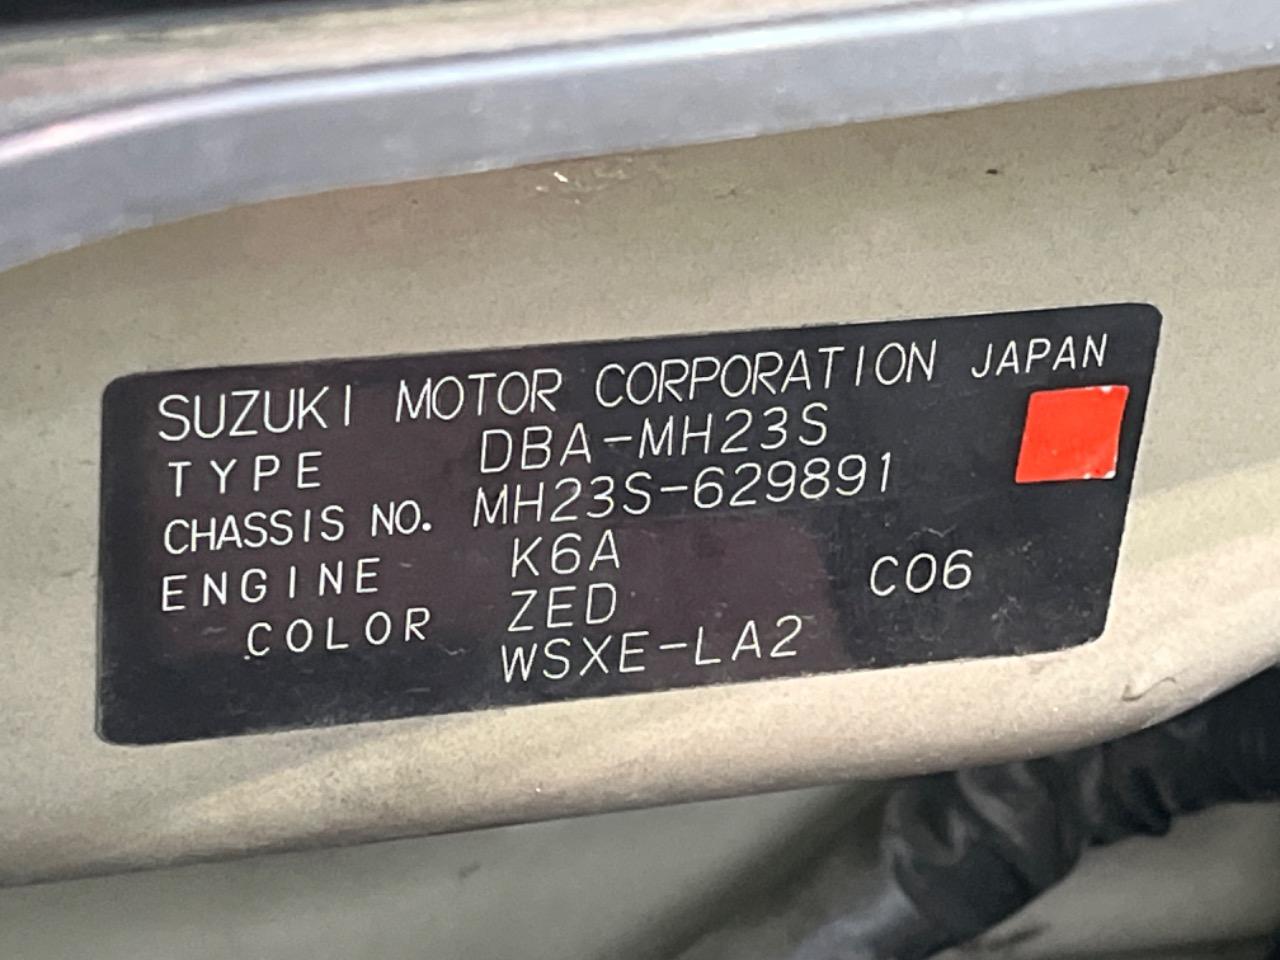 SUZUKI MOTOR CORPORATION JAPAN
TYPE DBA-MH23S
CHASSIS NO. MH23S-629891
ENGINE K6A
COLOR ZED C06
WSXE-LA2